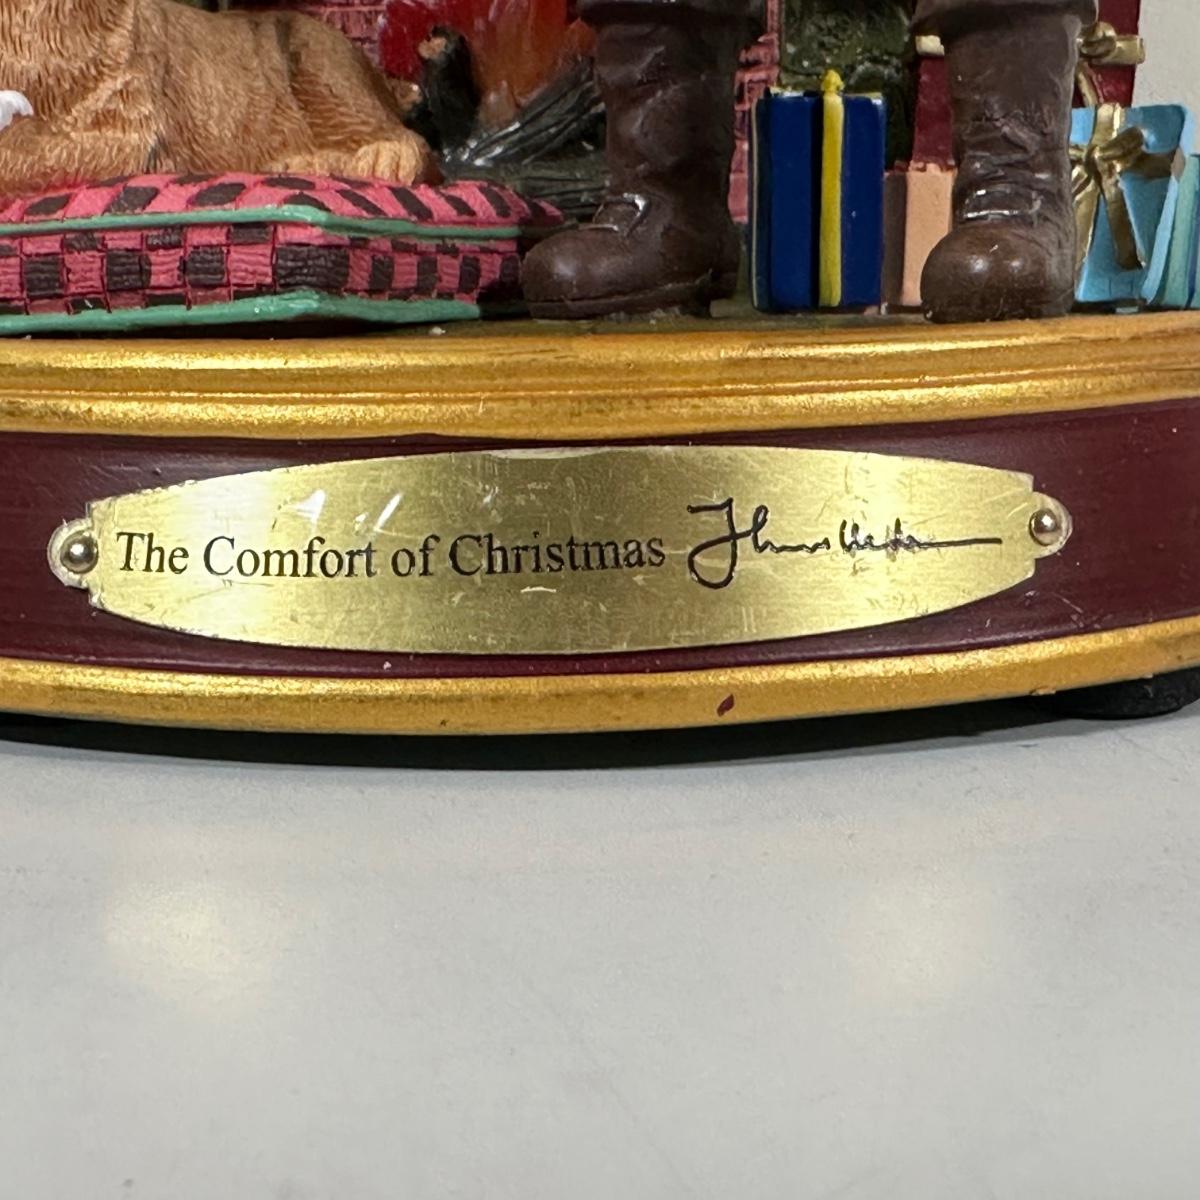 The Comfort of Christmas